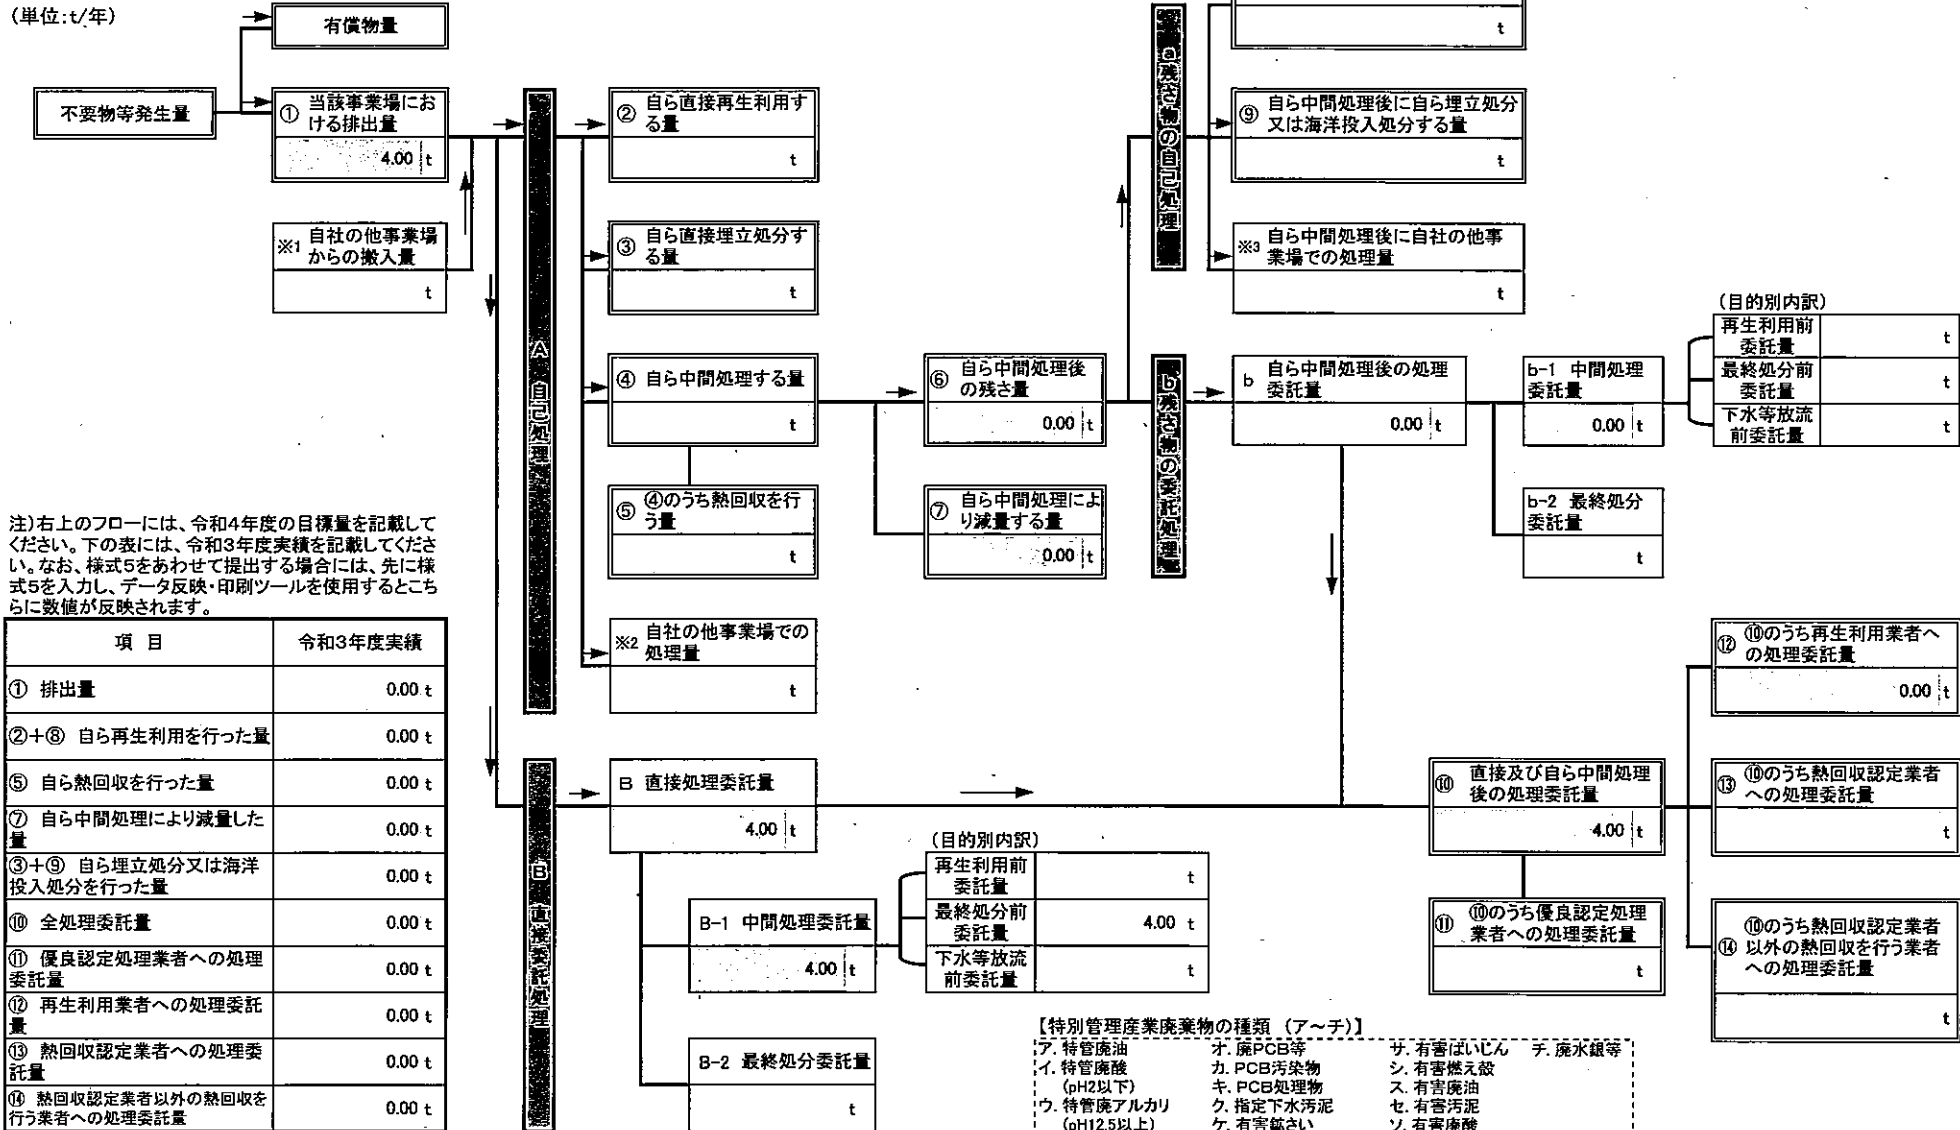 (単位:t/年)
有償物量
不要物等発生量
① 当該事業場にお
ける排出量
4.00 t
※1 自社の他事業場
からの搬入量
t
A 自己処理
② 自ら直接再生利用す
る量
t
③ 自ら直接埋立処分す
る量
t
④ 自ら中間処理する量
t
⑤ ④のうち熱回収を行
う量
t
※2 自社の他事業場での
処理量
t
⑥ 自ら中間処理後
の残さ量
0.00 t
⑦ 自ら中間処理によ
り減量する量
0.00 t
a残さ物の自己処理
t
⑨ 自ら中間処理後に自ら埋立処分
又は海洋投入処分する量
t
※3 自ら中間処理後に自社の他事
業場での処理量
t
b残さ物の委託処理
b 自ら中間処理後の処理
委託量
0.00 t
b-1 中間処理
委託量
0.00 t
(目的別内訳)
再生利用前
委託量 t
最終処分前
委託量 t
下水等放流
前委託量 t
b-2 最終処分
委託量
t
注)右上のフローには、令和4年度の目標量を記載して
ください。下の表には、令和3年度実績を記載してくださ
い。なお、様式5をあわせて提出する場合には、先に様
式5を入力し、データ反映・印刷ツールを使用するとこち
らに数値が反映されます。
項 目 令和3年度実績
① 排出量 0.00 t
②+⑧ 自ら再生利用を行った量 0.00 t
⑤ 自ら熱回収を行った量 0.00 t
⑦ 自ら中間処理により減量した
量 0.00 t
③+⑨ 自ら埋立処分又は海洋
投入処分を行った量 0.00 t
⑩ 全処理委託量 0.00 t
⑪ 優良認定処理業者への処理
委託量 0.00 t
⑫ 再生利用業者への処理委託
量 0.00 t
⑬ 熱回収認定業者への処理委
託量 0.00 t
⑭ 熱回収認定業者以外の熱回収を
行う業者への処理委託量 0.00 t
B 直接委託処理
B 直接処理委託量
4.00 t
B-1 中間処理委託量
4.00 t
(目的別内訳)
再生利用前
委託量 t
最終処分前
委託量 4.00 t
下水等放流
前委託量 t
B-2 最終処分委託量
t
⑩ 直接及び自ら中間処理
後の処理委託量
4.00 t
⑪ ⑩のうち優良認定処理
業者への処理委託量
t
⑫ ⑩のうち再生利用業者へ
の処理委託量
0.00 t
⑬ ⑩のうち熱回収認定業者
への処理委託量
t
⑭ ⑩のうち熱回収認定業者
以外の熱回収を行う業者
への処理委託量
t
【特別管理産業廃棄物の種類 (ア~チ)】
ア. 特管廃油 オ. 廃PCB等 サ. 有害ばいじん チ. 廃水銀等
イ. 特管廃酸 カ. PCB汚染物 シ. 有害燃え殻
(pH2以下) キ. PCB処理物 ス. 有害廃油
ウ. 特管廃アルカリ ク. 指定下水汚泥 セ. 有害汚泥
(pH12.5以上) ケ. 有害鉱さい ソ. 有害廃酸